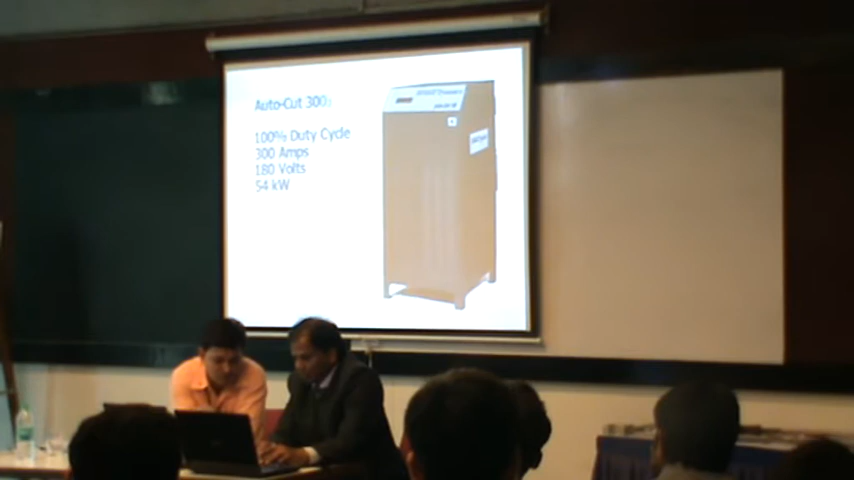 Auto-Cut 300
100% Duty Cycle
300 Amps
180 Volts
54 kW